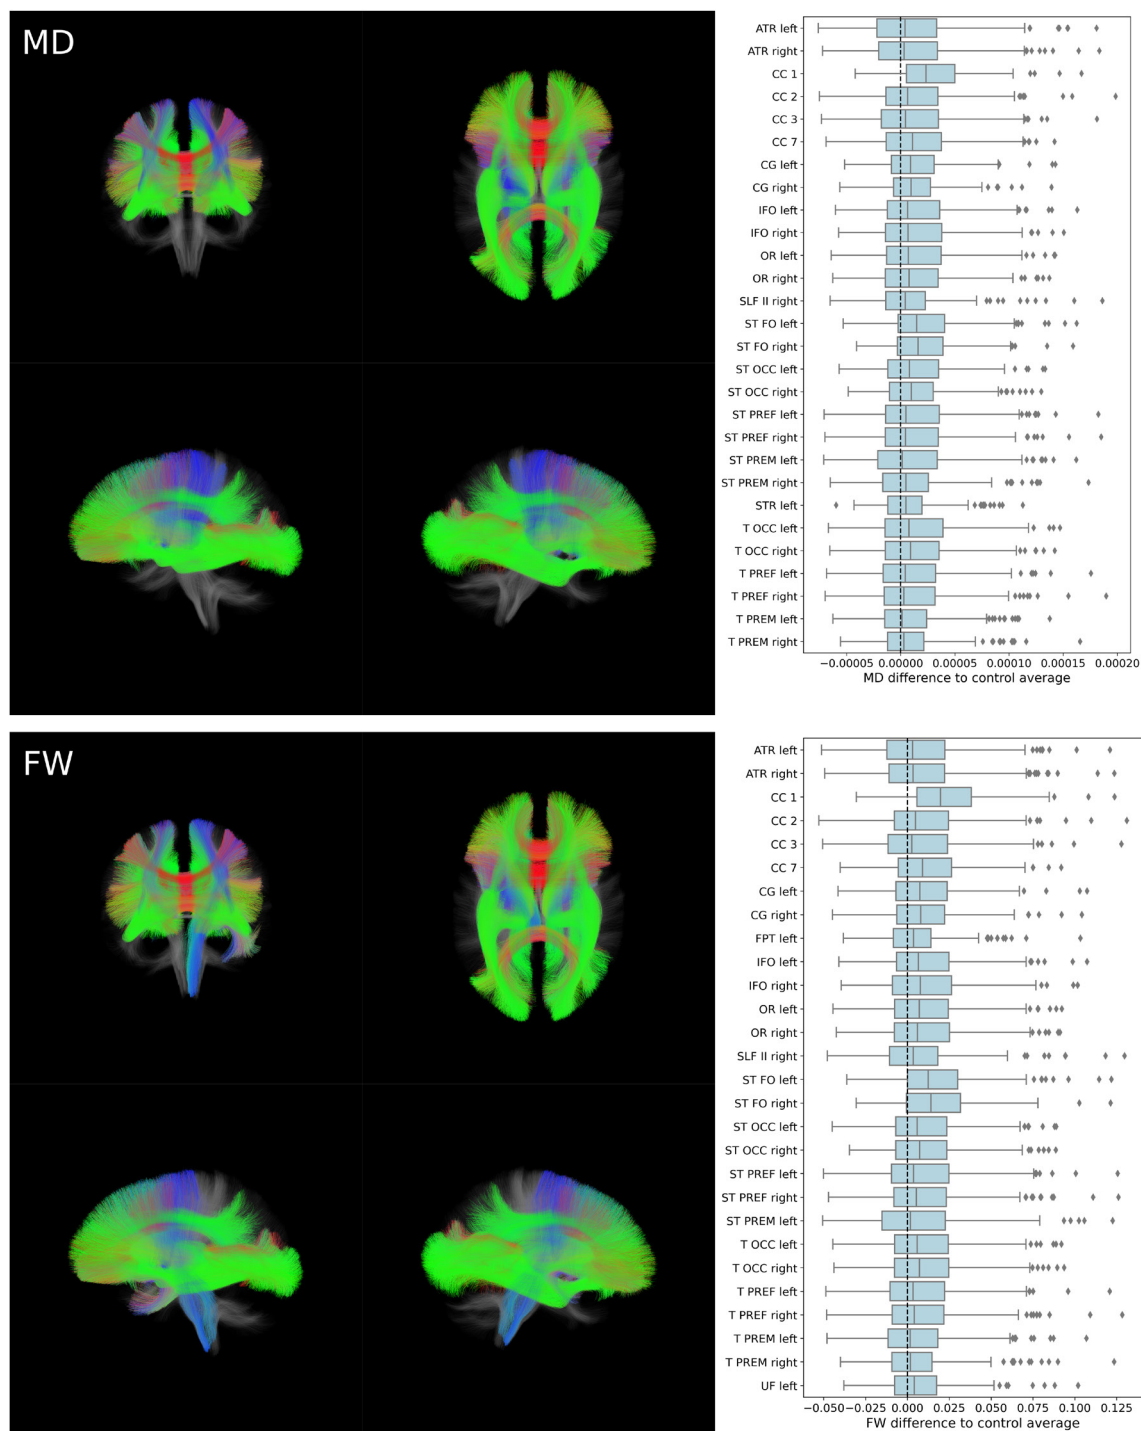 MD
ATR left
ATR right
CC 1
CC 2
CC 3
CC 7
CG left
CG right
IFO left
IFO right
OR left
OR right
SLF II right
ST FO left
ST FO right
ST OCC left
ST OCC right
ST PREF left
ST PREF right
ST PREM left
ST PREM right
STR left
T OCC left
T OCC right
T PREF left
T PREF right
T PREM left
T PREM right
−0.00005 0.00000 0.00005 0.00010 0.00015 0.00020
MD difference to control average
FW
ATR left
ATR right
CC 1
CC 2
CC 3
CC 7
CG left
CG right
FPT left
IFO left
IFO right
OR left
OR right
SLF II right
ST FO left
ST FO right
ST OCC left
ST OCC right
ST PREF left
ST PREF right
ST PREM left
T OCC left
T OCC right
T PREF left
T PREF right
T PREM left
T PREM right
UF left
−0.050 −0.025 0.000 0.025 0.050 0.075 0.100 0.125
FW difference to control average